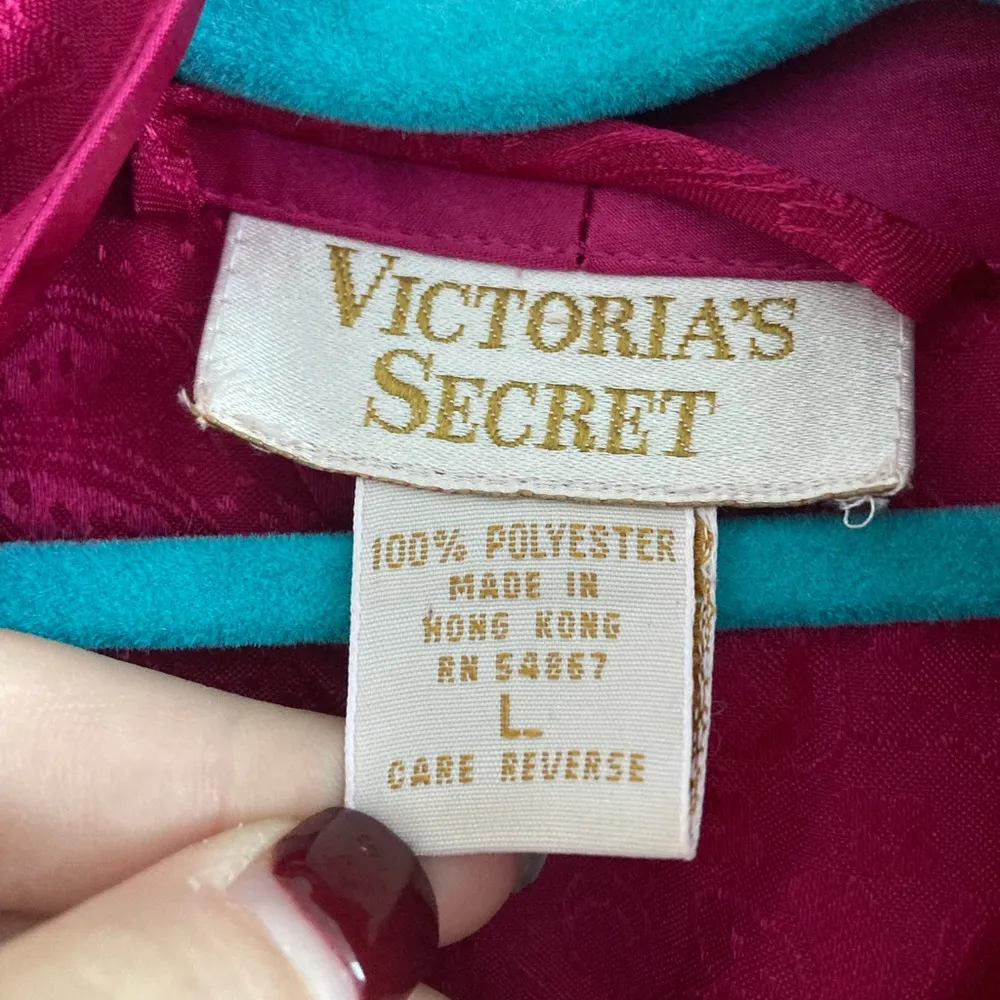 VICTORIA'S
SECRET
100% POLYESTER
MADE IN
HONG KONG
RN 54867
L
CARE REVERSE